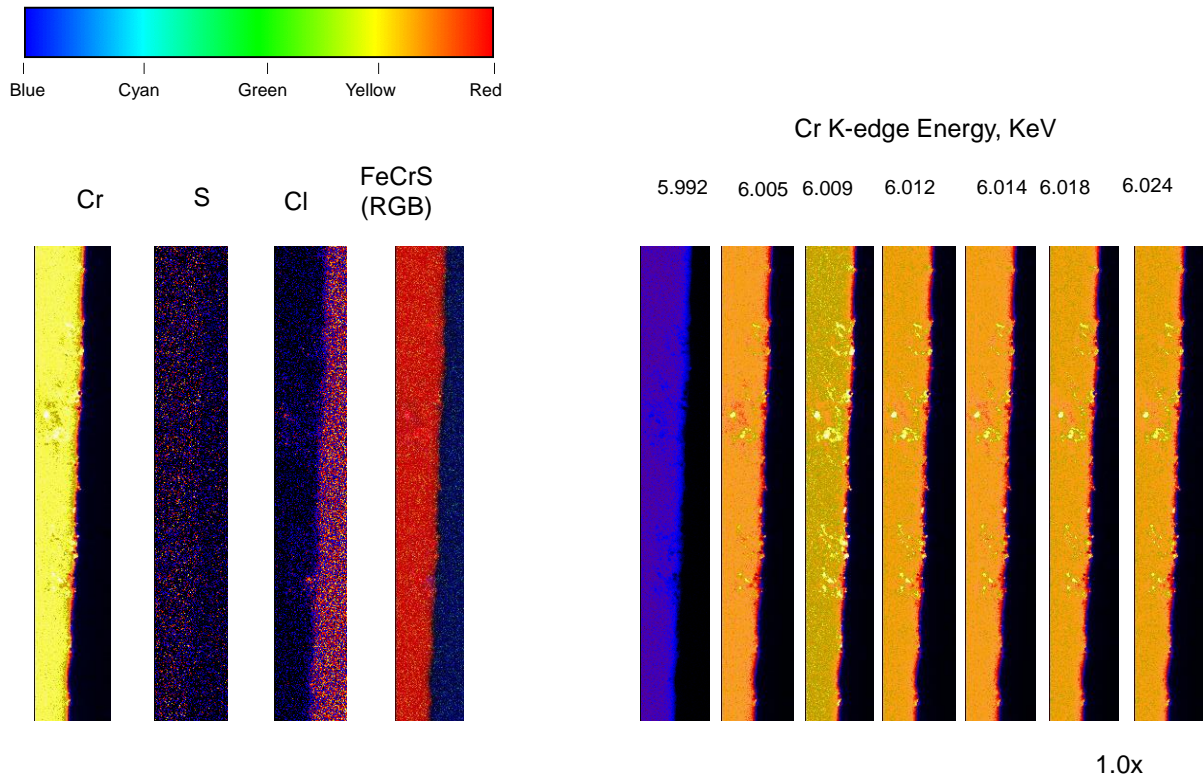 Blue Cyan Green Yellow Red
Cr K-edge Energy, KeV
Cr S Cl FeCrS
(RGB)
5.992 6.005 6.009 6.012 6.014 6.018 6.024
1.0x